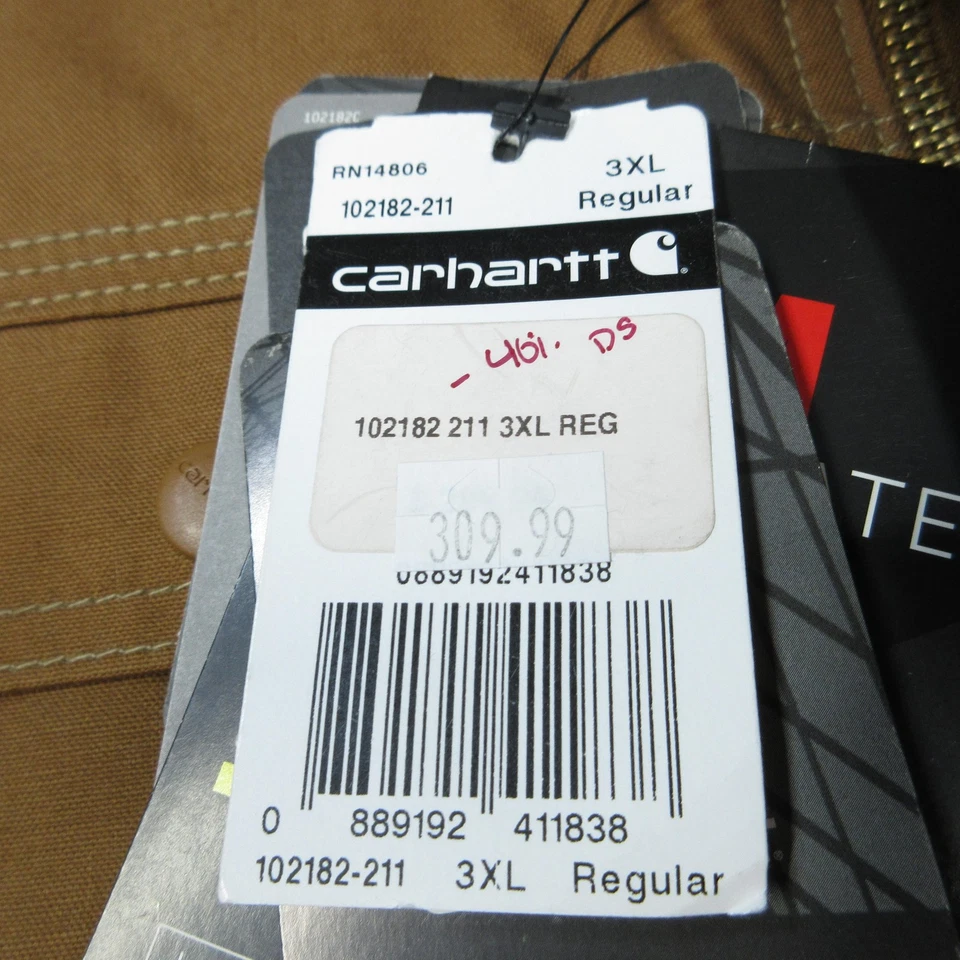 102182C
RN14806
3XL
102182-211
Regular
carhartt
DS
102182 211 3XL REG
309.99
0889192411838
TE
0 889192 411838
102182-211 3XL Regular